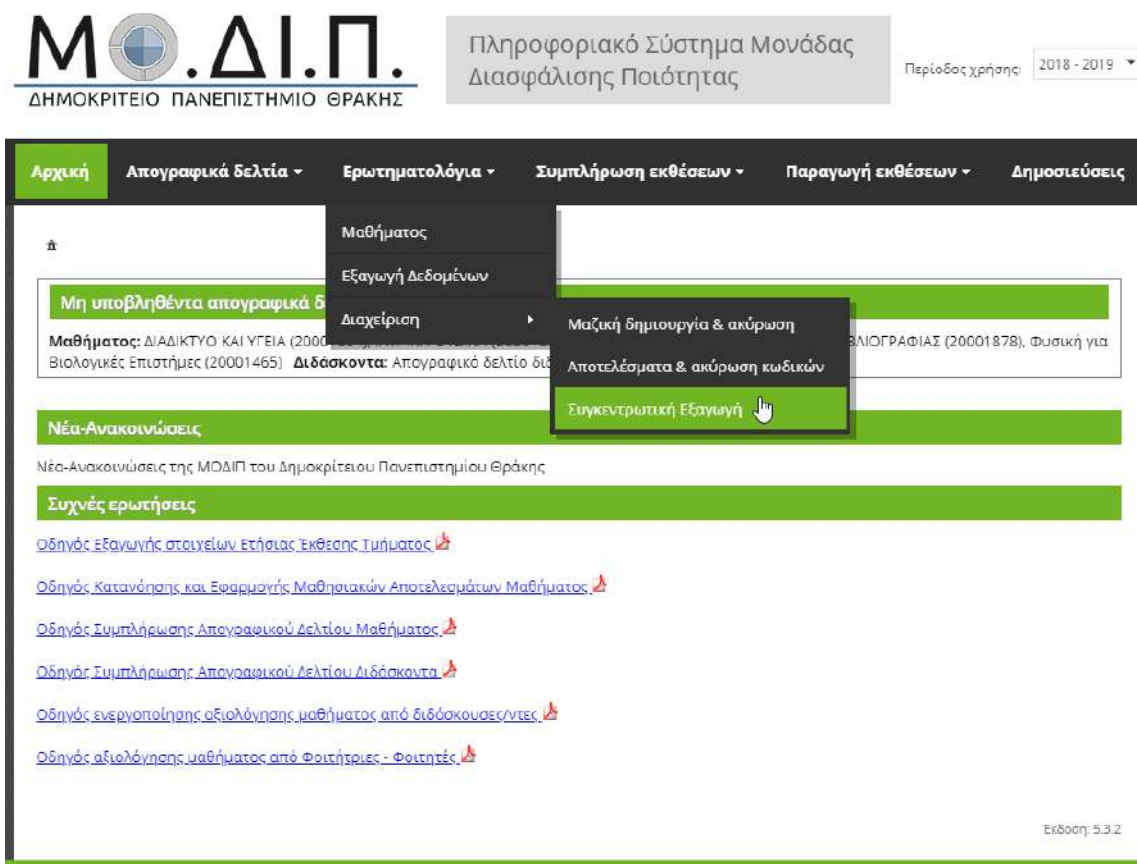 ΜΟ.ΔΙ.Π.
ΔΗΜΟΚΡΙΤΕΙΟ ΠΑΝΕΠΙΣΤΗΜΙΟ ΘΡΑΚΗΣ
Πληροφοριακό Σύστημα Μονάδας
Διασφάλισης Ποιότητας
Περίοδος χρήσης: 2018 - 2019
Αρχική Απογραφικά δελτία Ερωτηματολόγια Συμπλήρωση εκθέσεων Παραγωγή εκθέσεων Δημοσιεύσεις
Μαθήματος
Εξαγωγή Δεδομένων
Διαχείριση
Μαζική δημιουργία & ακύρωση
Αποτελέσματα & ακύρωση κωδικών
Συγκεντρωτική Εξαγωγή
Μη υποβληθέντα απογραφικά
Μαθήματος: ΔΙΑΔΙΚΤΥΟ ΚΑΙ ΥΓΕΙΑ (20001878), Φυσική για
Βιολογικές Επιστήμες (20001465) Διδάσκοντα: Απογραφικό δελτίο
Νέα-Ανακοινώσεις
Νέα-Ανακοινώσεις της ΜΟΔΙΠ του Δημοκρίτειου Πανεπιστημίου Θράκης
Συχνές ερωτήσεις
Οδηγός Εξαγωγής στοιχείων Ετήσιας Έκθεσης Τμήματος
Οδηγός Κατανόησης και Εφαρμογής Μαθησιακών Αποτελεσμάτων Μαθήματος
Οδηγός Συμπλήρωσης Απογραφικού Δελτίου Μαθήματος
Οδηγός Συμπλήρωσης Απογραφικού Δελτίου Διδάσκοντα
Οδηγός ενεργοποίησης αξιολόγησης μαθήματος από διδάσκουσες/ντες
Οδηγός αξιολόγησης μαθήματος από Φοιτήτριες - Φοιτητές
Έκδοση: 5.3.2